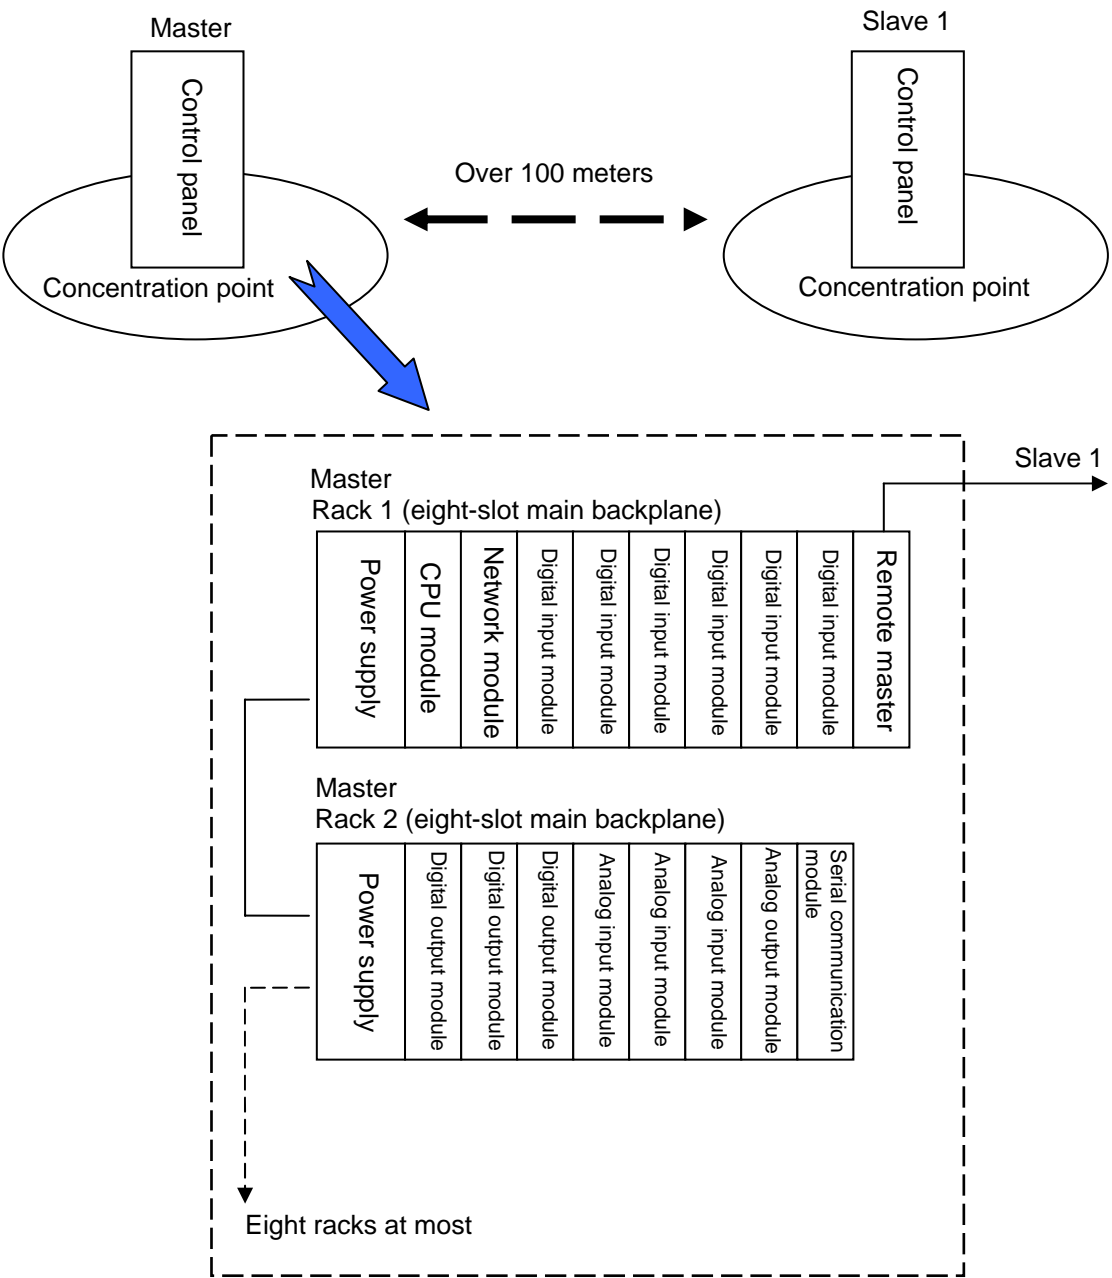 Master
Slave 1
Control panel
Control panel
Over 100 meters
Concentration point
Concentration point
Slave 1
Master
Rack 1 (eight-slot main backplane)
Power supply
CPU module
Network module
Digital input module
Digital input module
Digital input module
Digital input module
Digital input module
Digital input module
Remote master
Master
Rack 2 (eight-slot main backplane)
Power supply
Digital output module
Digital output module
Digital output module
Analog input module
Analog input module
Analog input module
Analog output module
Serial communication
module
Eight racks at most